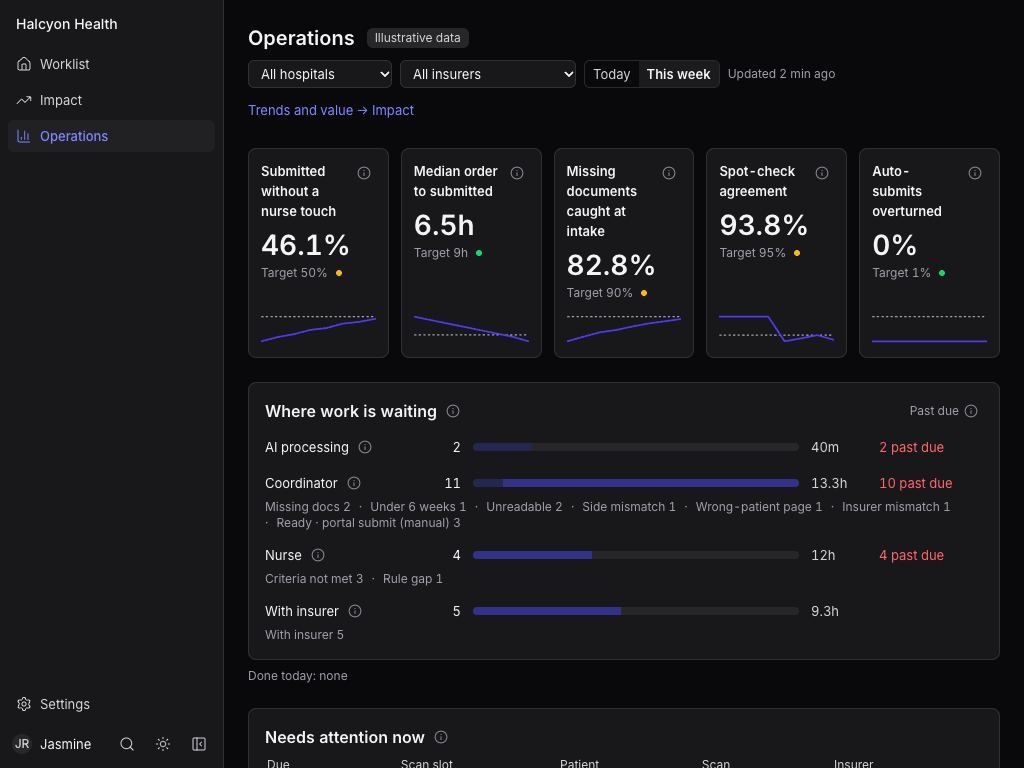 Halcyon Health
Worklist
Impact
Operations
Settings
JR Jasmine
Operations Illustrative data
All hospitals All insurers Today This week Updated 2 min ago
Trends and value → Impact
Submitted
without a
nurse touch
46.1%
Target 50%
Median order
to submitted
6.5h
Target 9h
Missing
documents
caught at
intake
82.8%
Target 90%
Spot-check
agreement
93.8%
Target 95%
Auto-
submits
overturned
0%
Target 1%
Where work is waiting Past due
AI processing 2 40m 2 past due
Coordinator 11 13.3h 10 past due
Missing docs 2 · Under 6 weeks 1 · Unreadable 2 · Side mismatch 1 · Wrong-patient page 1 · Insurer mismatch 1
· Ready · portal submit (manual) 3
Nurse 4 12h 4 past due
Criteria not met 3 · Rule gap 1
With insurer 5 9.3h
With insurer 5
Done today: none
Needs attention now
Due Scan slot Patient Scan Insurer